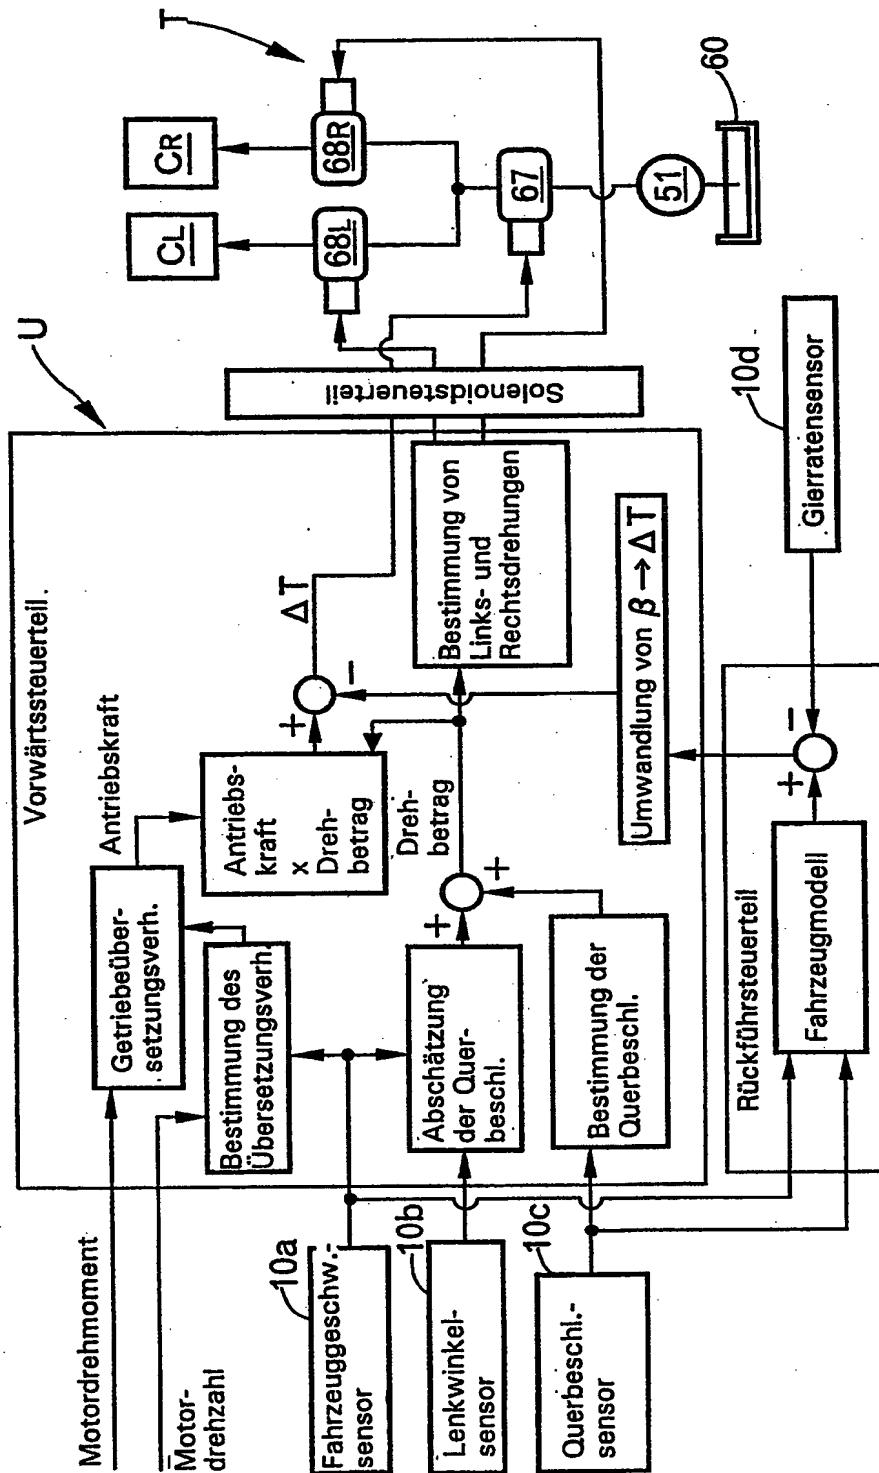 Motordrehmoment
Motor-
drehzahl
10a
Fahrzeuggeschw.-
sensor
10b
Lenkwinkel-
sensor
10c
Querbeschl.-
sensor
U
Vorwärtssteuerteil.
Getriebeüber-
setzungsverh.
Antriebskraft
Bestimmung des
Übersetzungsverh.
Antriebs-
kraft
x
Dreh-
betrag
+
−
ΔT
Abschätzung
der Quer-
beschl.
+
+
Dreh-
betrag
Bestimmung der
Querbeschl.
Bestimmung von
Links- und
Rechtsdrehungen
Umwandlung von β → ΔT
Rückführsteuerteil
Fahrzeugmodell
+
−
10d
Gierratensensor
Solenoidsteuerteil
T
CL
CR
68L
68R
67
51
60